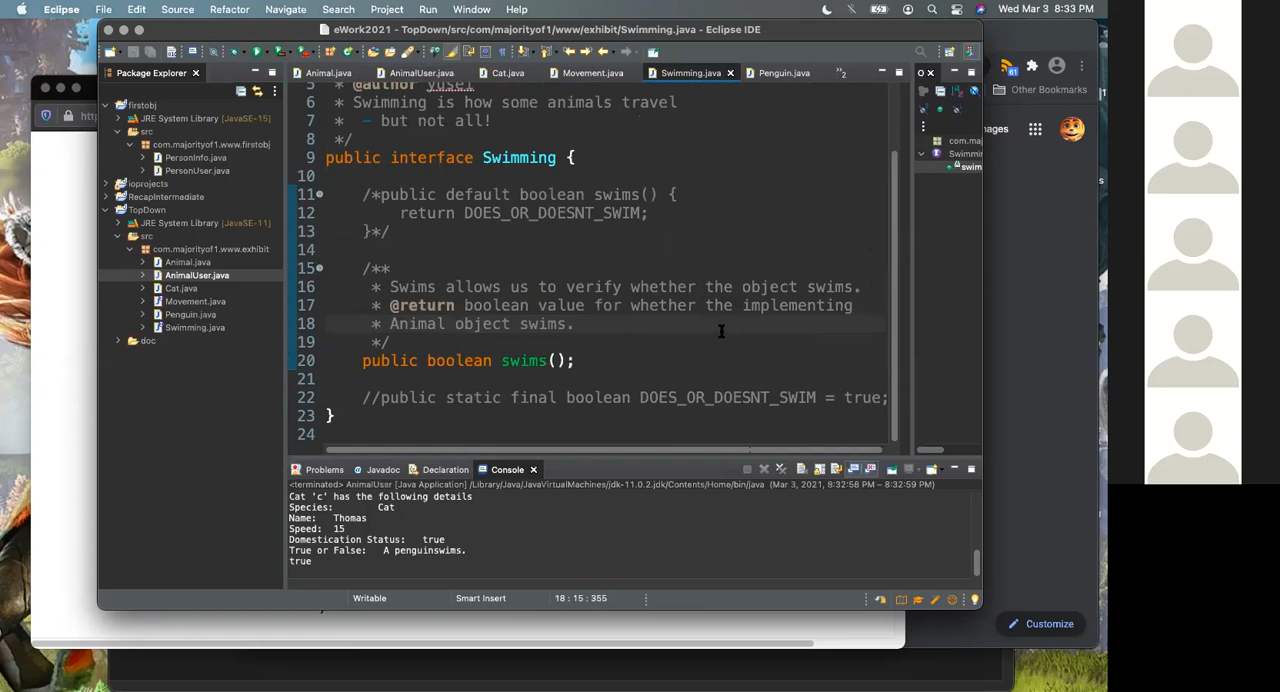 Eclipse File Edit Source Refactor Navigate Search Project Run Window Help Wed Mar 3 8:33 PM
eWork2021 - TopDown/src/com/majorityof1/www/exhibit/Swimming.java - Eclipse IDE
Package Explorer
Animal.java AnimalUser.java Cat.java Movement.java Swimming.java Penguin.java 2
61
Other Bookmarks
firstobj
JRE System Library [JavaSE-15]
src
com.majorityof1.www.firstobj
PersonInfo.java
PersonUser.java
ioprojects
RecapIntermediate
TopDown
JRE System Library [JavaSE-11]
src
com.majorityof1.www.exhibit
Animal.java
AnimalUser.java
Cat.java
Movement.java
Penguin.java
Swimming.java
doc
5 * @author
6 * Swimming is how some animals travel
7 * - but not all!
8 */
9 public interface Swimming {
10
11 /*public default boolean swims() {
12 return DOES_OR_DOESNT_SWIM;
13 }*/
14
15 /**
16 * Swims allows us to verify whether the object swims.
17 * @return boolean value for whether the implementing
18 * Animal object swims.
19 */
20 public boolean swims();
21
22 //public static final boolean DOES_OR_DOESNT_SWIM = true;
23 }
24
com.maj
Swimmin
swim
mages
Problems Javadoc Declaration Console
<terminated> AnimalUser [Java Application] /Library/Java/JavaVirtualMachines/jdk-11.0.2.jdk/Contents/Home/bin/java (Mar 3, 2021, 8:32:56 PM – 8:32:59 PM)
Cat 'c' has the following details
Species: Cat
Name: Thomas
Speed: 15
Domestication Status: true
True or False: A penguinswims.
true
Writable Smart Insert 18 : 15 : 355
Customize